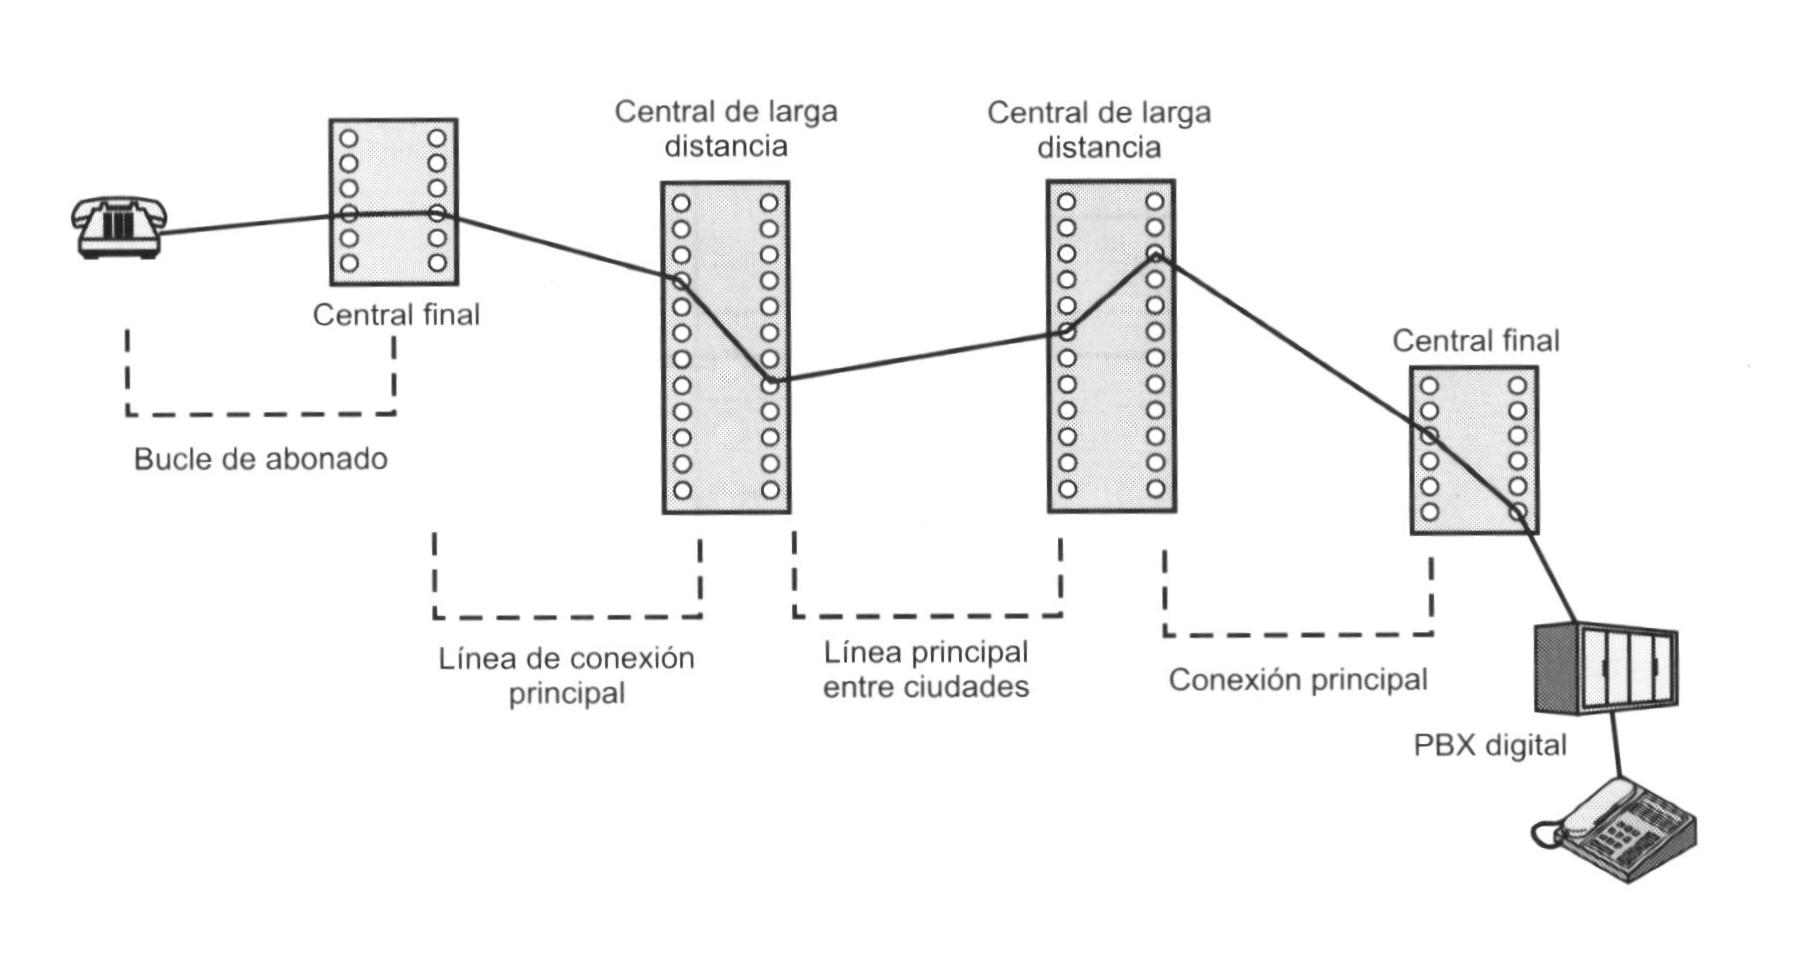 Central de larga
distancia
Central de larga
distancia
Central final
Central final
Bucle de abonado
Línea de conexión
principal
Línea principal
entre ciudades
Conexión principal
PBX digital